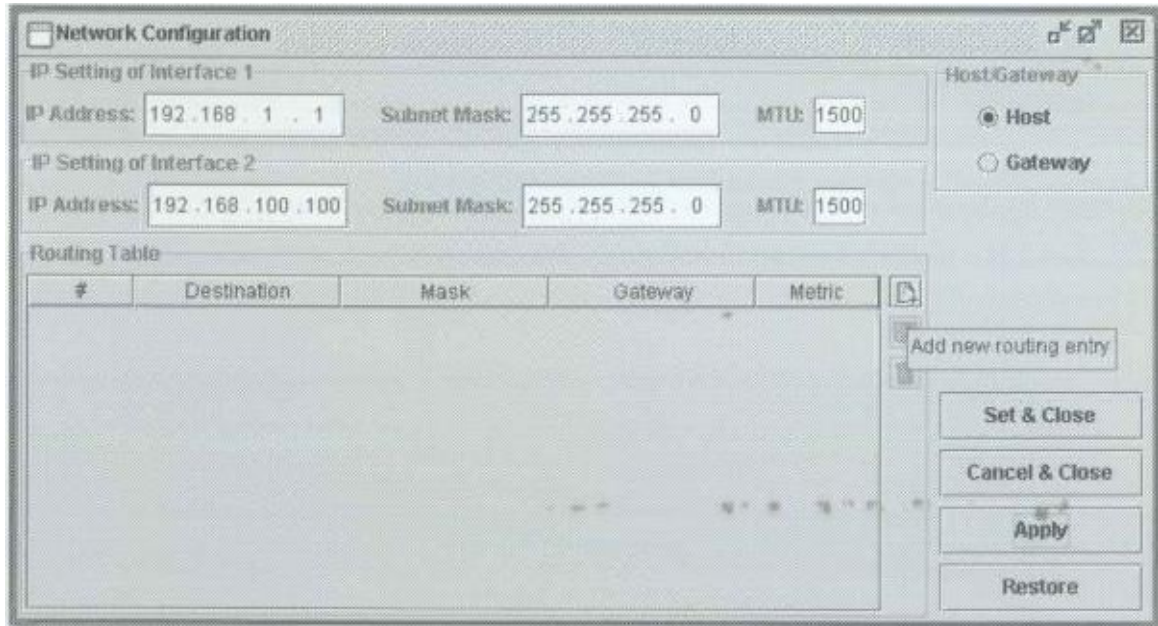 Network Configuration
IP Setting of Interface 1
IP Address: 192.168. 1 . 1 Subnet Mask: 255.255.255. 0 MTU: 1500
Host/Gateway
Host
Gateway
IP Setting of Interface 2
IP Address: 192.168.100.100 Subnet Mask: 255.255.255. 0 MTU: 1500
Routing Table
# Destination Mask Gateway Metric
Add new routing entry
Set & Close
Cancel & Close
Apply
Restore